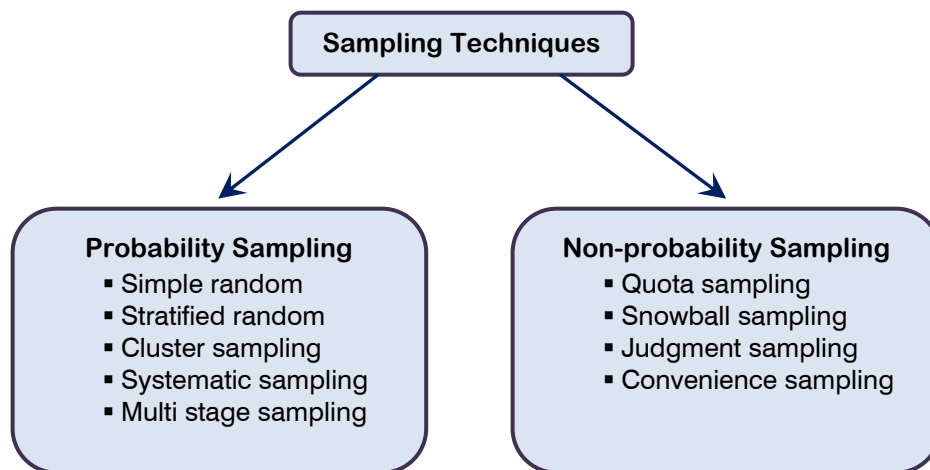 Sampling Techniques
Probability Sampling
▪ Simple random
▪ Stratified random
▪ Cluster sampling
▪ Systematic sampling
▪ Multi stage sampling
Non-probability Sampling
▪ Quota sampling
▪ Snowball sampling
▪ Judgment sampling
▪ Convenience sampling